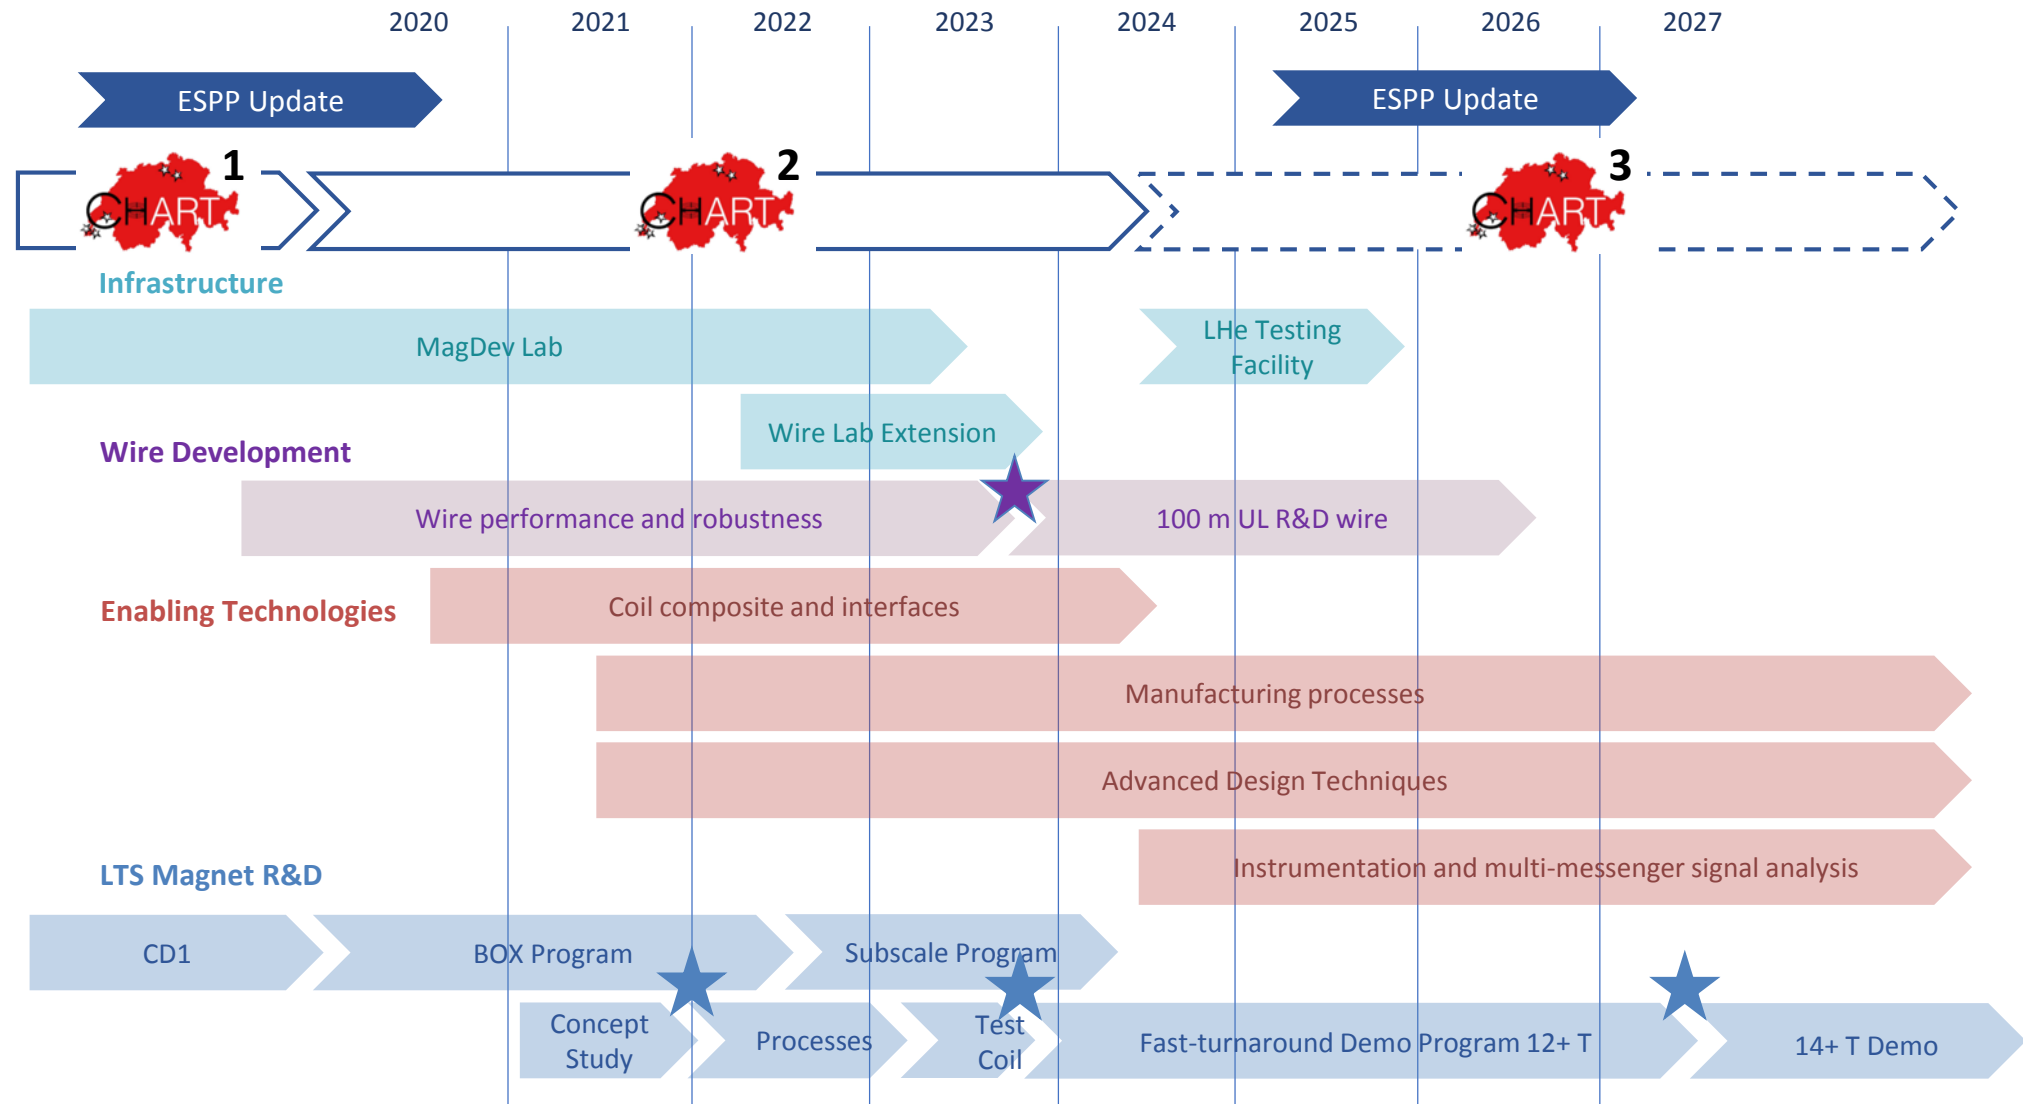 2020 2021 2022 2023 2024 2025 2026 2027
ESPP Update ESPP Update
CHART 1 CHART 2 CHART 3
Infrastructure
MagDev Lab
LHe Testing
Facility
Wire Lab Extension
Wire Development
Wire performance and robustness
100 m UL R&D wire
Enabling Technologies
Coil composite and interfaces
Manufacturing processes
Advanced Design Techniques
Instrumentation and multi-messenger signal analysis
LTS Magnet R&D
CD1
BOX Program
Subscale Program
Concept
Study
Processes
Test
Coil
Fast-turnaround Demo Program 12+ T
14+ T Demo